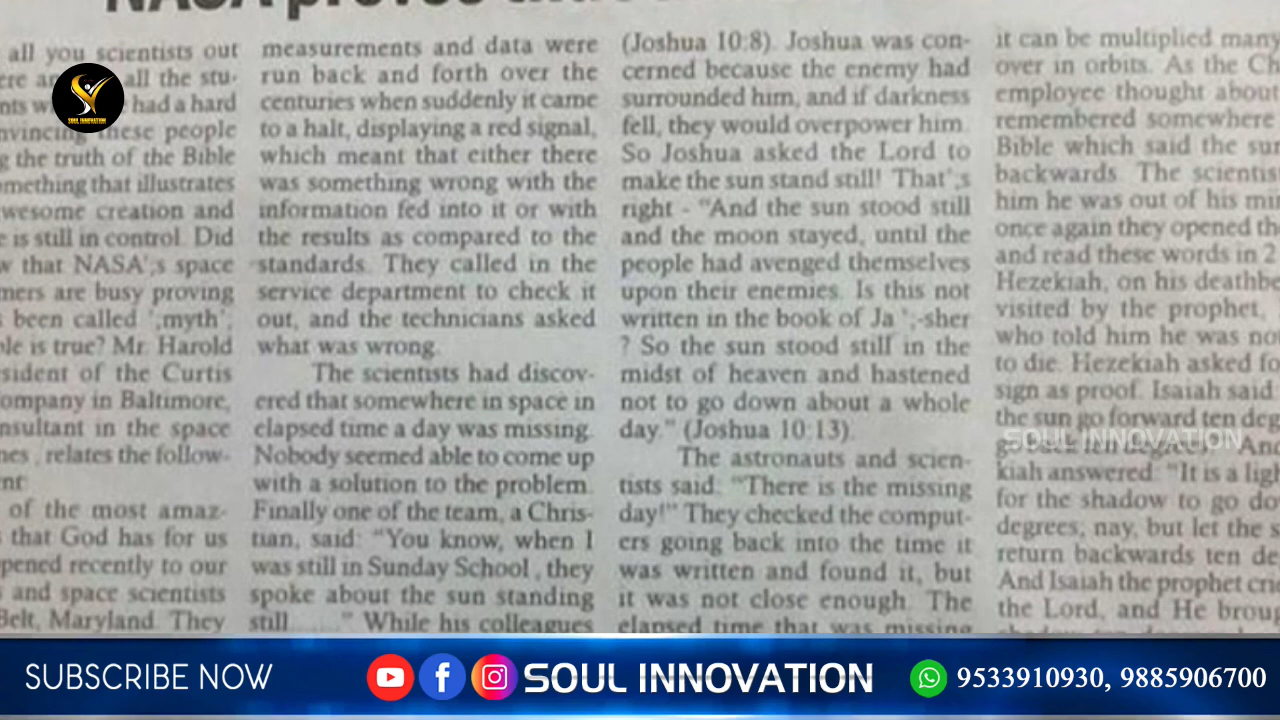 all you scientists out
all the stu-
had a hard
these people
g the truth of the Bible
omething that illustrates
wesome creation and
e is still in control. Did
w that NASA',s space
mers are busy proving
s been called ',myth',
ble is true? Mr. Harold
sident of the Curtis
ompany in Baltimore,
nsultant in the space
mes , relates the follow-
of the most amaz-
s that God has for us
pened recently to our
s and space scientists
Belt, Maryland. They
measurements and data were
run back and forth over the
centuries when suddenly it came
to a halt, displaying a red signal,
which meant that either there
was something wrong with the
information fed into it or with
the results as compared to the
standards. They called in the
service department to check it
out, and the technicians asked
what was wrong.
The scientists had discov-
ered that somewhere in space in
elapsed time a day was missing.
Nobody seemed able to come up
with a solution to the problem.
Finally one of the team, a Chris-
tian, said: "You know, when I
was still in Sunday School , they
spoke about the sun standing
still......." While his colleagues
(Joshua 10:8). Joshua was con-
cerned because the enemy had
surrounded him, and if darkness
fell, they would overpower him.
So Joshua asked the Lord to
make the sun stand still! That',s
right - "And the sun stood still
and the moon stayed, until the
people had avenged themselves
upon their enemies. Is this not
written in the book of Ja ',-sher
? So the sun stood still in the
midst of heaven and hastened
not to go down about a whole
day." (Joshua 10:13).
The astronauts and scien-
tists said: "There is the missing
day!" They checked the comput-
ers going back into the time it
was written and found it, but
it was not close enough. The
elapsed time that was missing
it can be multiplied many
over in orbits. As the Ch
employee thought about
remembered somewhere
Bible which said the sun
backwards. The scientis
him he was out of his mi
once again they opened th
and read these words in 2
Hezekiah, on his deathbe
visited by the prophet,
who told him he was no
to die. Hezekiah asked fo
sign as proof. Isaiah said
the sun go forward ten deg
go back ten degrees And
kiah answered: "It is a lig
for the shadow to go do
degrees, nay, but let the s
return backwards ten de
And Isaiah the prophet cri
the Lord, and He brou
SOUL INNOVATION
SOUL INNOVATION
SUBSCRIBE NOW
SOUL INNOVATION
9533910930, 9885906700